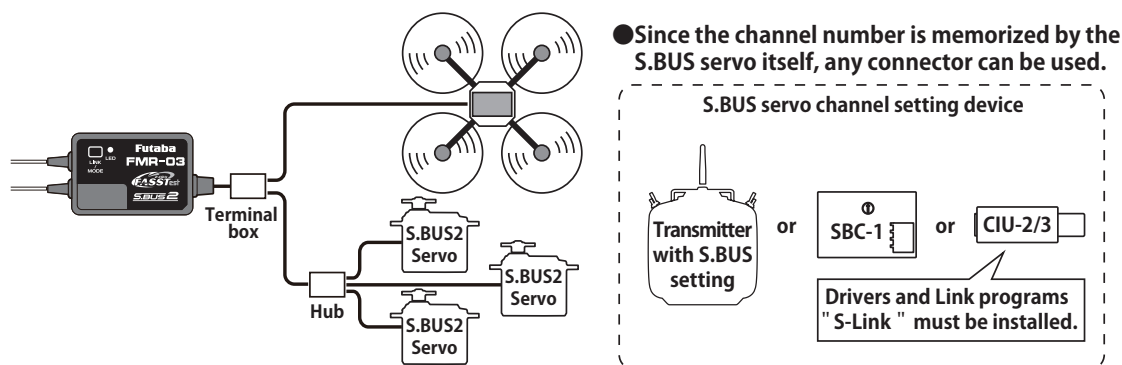 ●Since the channel number is memorized by the
S.BUS servo itself, any connector can be used.
S.BUS servo channel setting device
LINK
/
MODE
LED
Futaba
FMR-03
FASSTest
S.BUS2
Terminal
box
Hub
S.BUS2
Servo
S.BUS2
Servo
S.BUS2
Servo
Transmitter
with S.BUS
setting
or
SBC-1
or
CIU-2/3
Drivers and Link programs
"S-Link" must be installed.